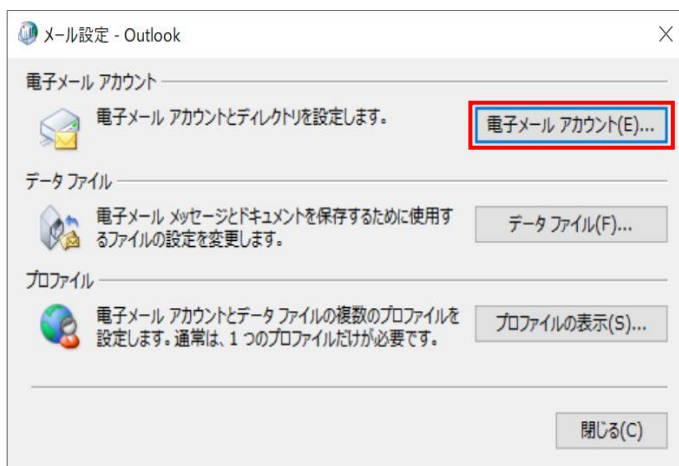 メール設定 - Outlook
電子メール アカウント
電子メール アカウントとディレクトリを設定します。
電子メール アカウント(E)...
データ ファイル
電子メール メッセージとドキュメントを保存するために使用す
るファイルの設定を変更します。
データ ファイル(F)...
プロファイル
電子メール アカウントとデータ ファイルの複数のプロファイルを
設定します。通常は、1 つのプロファイルだけが必要です。
プロファイルの表示(S)...
閉じる(C)